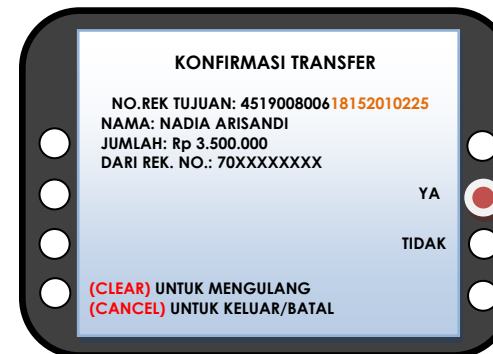 KONFIRMASI TRANSFER
NO.REK TUJUAN: 451900800618152010225
NAMA: NADIA ARISANDI
JUMLAH: Rp 3.500.000
DARI REK. NO.: 70XXXXXXXX
YA
TIDAK
(CLEAR) UNTUK MENGULANG
(CANCEL) UNTUK KELUAR/BATAL